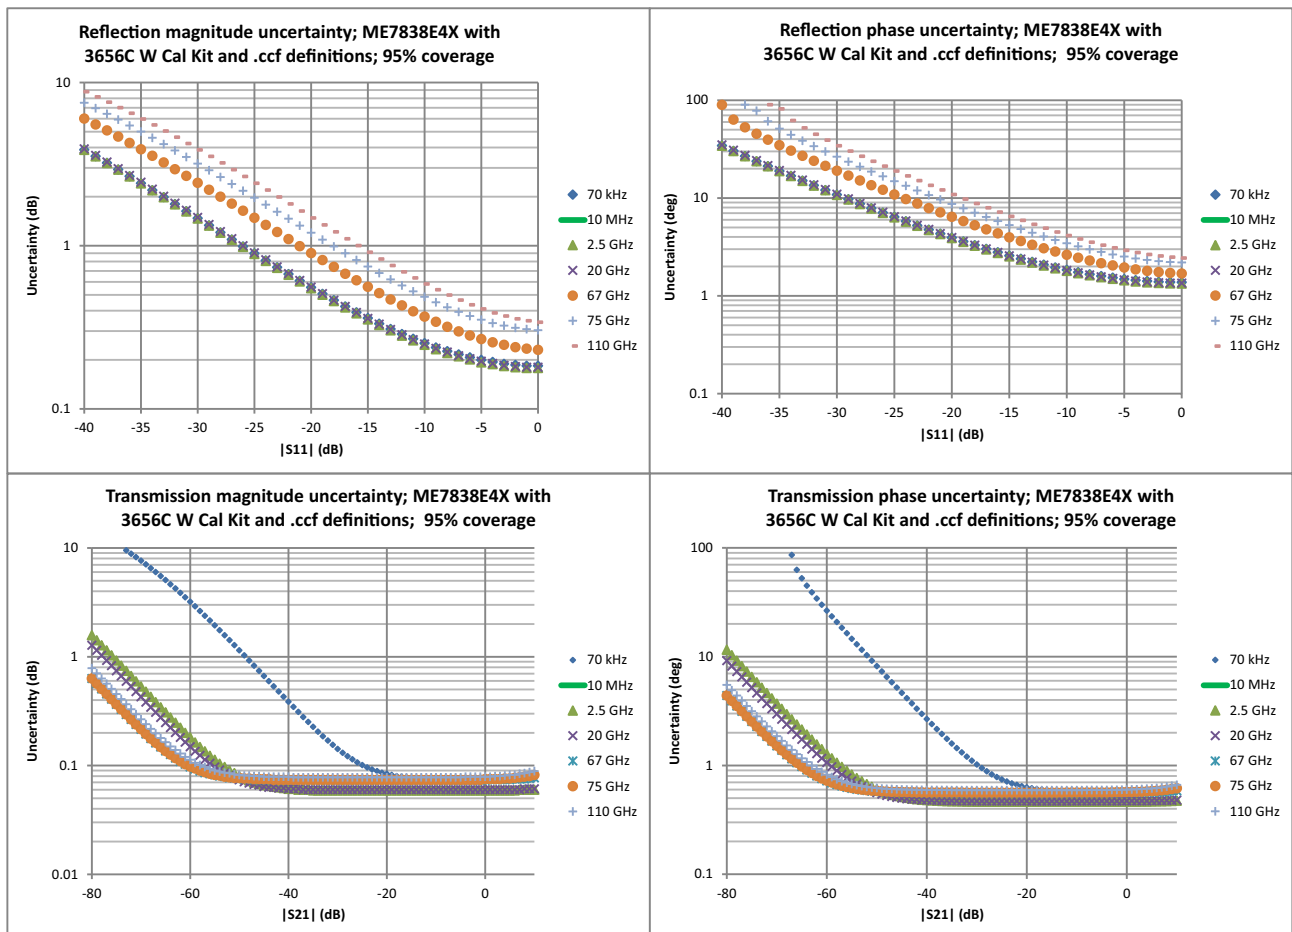 Reflection magnitude uncertainty; ME7838E4X with
3656C W Cal Kit and .ccf definitions; 95% coverage
10
1
0.1
Uncertainty (dB)
-40 -35 -30 -25 -20 -15 -10 -5 0
|S11| (dB)
70 kHz
10 MHz
2.5 GHz
20 GHz
67 GHz
75 GHz
110 GHz
Reflection phase uncertainty; ME7838E4X with
3656C W Cal Kit and .ccf definitions; 95% coverage
100
10
1
0.1
Uncertainty (deg)
-40 -35 -30 -25 -20 -15 -10 -5 0
|S11| (dB)
70 kHz
10 MHz
2.5 GHz
20 GHz
67 GHz
75 GHz
110 GHz
Transmission magnitude uncertainty; ME7838E4X with
3656C W Cal Kit and .ccf definitions; 95% coverage
10
1
0.1
0.01
Uncertainty (dB)
-80 -60 -40 -20 0
|S21| (dB)
70 kHz
10 MHz
2.5 GHz
20 GHz
67 GHz
75 GHz
110 GHz
Transmission phase uncertainty; ME7838E4X with
3656C W Cal Kit and .ccf definitions; 95% coverage
100
10
1
0.1
Uncertainty (deg)
-80 -60 -40 -20 0
|S21| (dB)
70 kHz
10 MHz
2.5 GHz
20 GHz
67 GHz
75 GHz
110 GHz